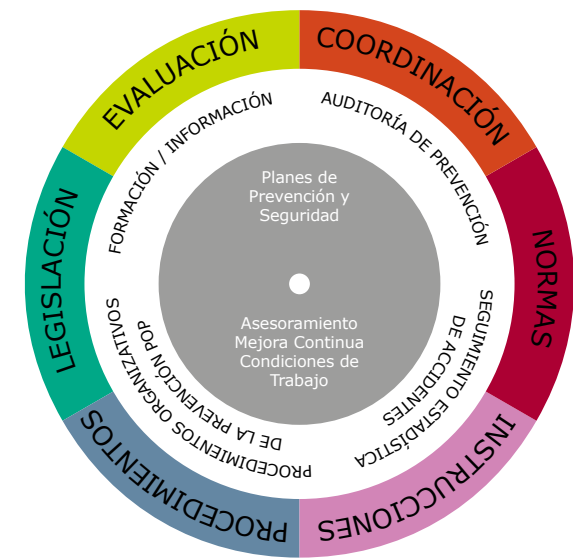 EVALUACIÓN
COORDINACIÓN
NORMAS
INSTRUCCIONES
PROCEDIMIENTOS
LEGISLACIÓN
FORMACIÓN / INFORMACIÓN
AUDITORÍA DE PREVENCIÓN
SEGUIMIENTO ESTADÍSTICA
DE ACCIDENTES
PROCEDIMIENTOS ORGANIZATIVOS
DE LA PREVENCIÓN POP
Planes de
Prevención y
Seguridad
Asesoramiento
Mejora Continua
Condiciones de
Trabajo